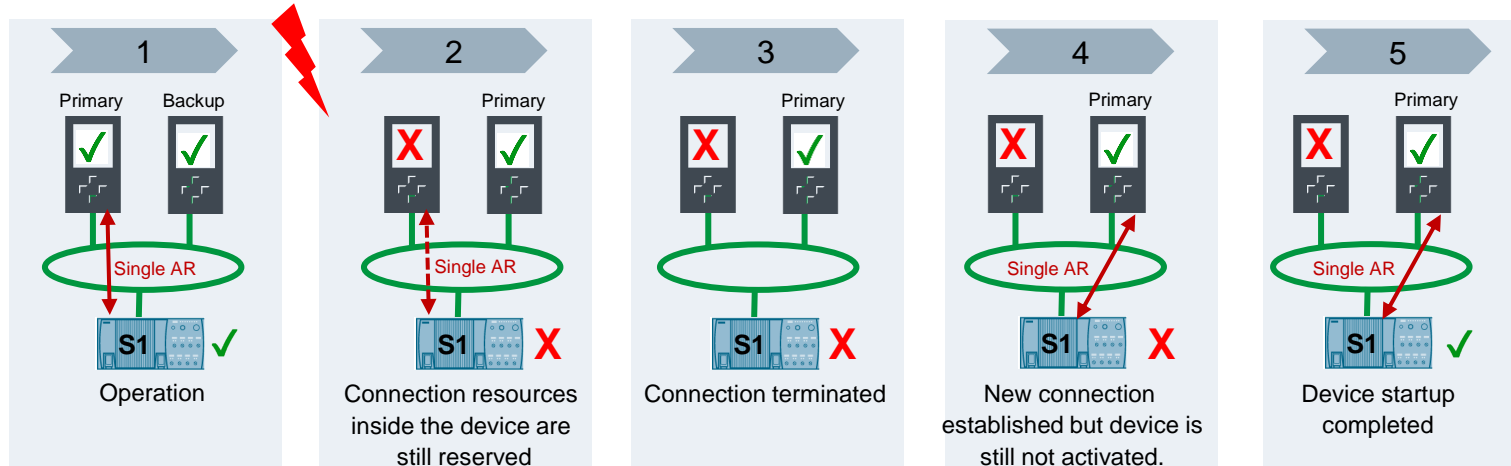 1
Primary
Backup
Single AR
S1
Operation
2
Primary
X
Single AR
S1
X
Connection resources
inside the device are
still reserved
3
Primary
X
S1
X
Connection terminated
4
Primary
X
Single AR
S1
X
New connection
established but device is
still not activated.
5
Primary
X
Single AR
S1
Device startup
completed